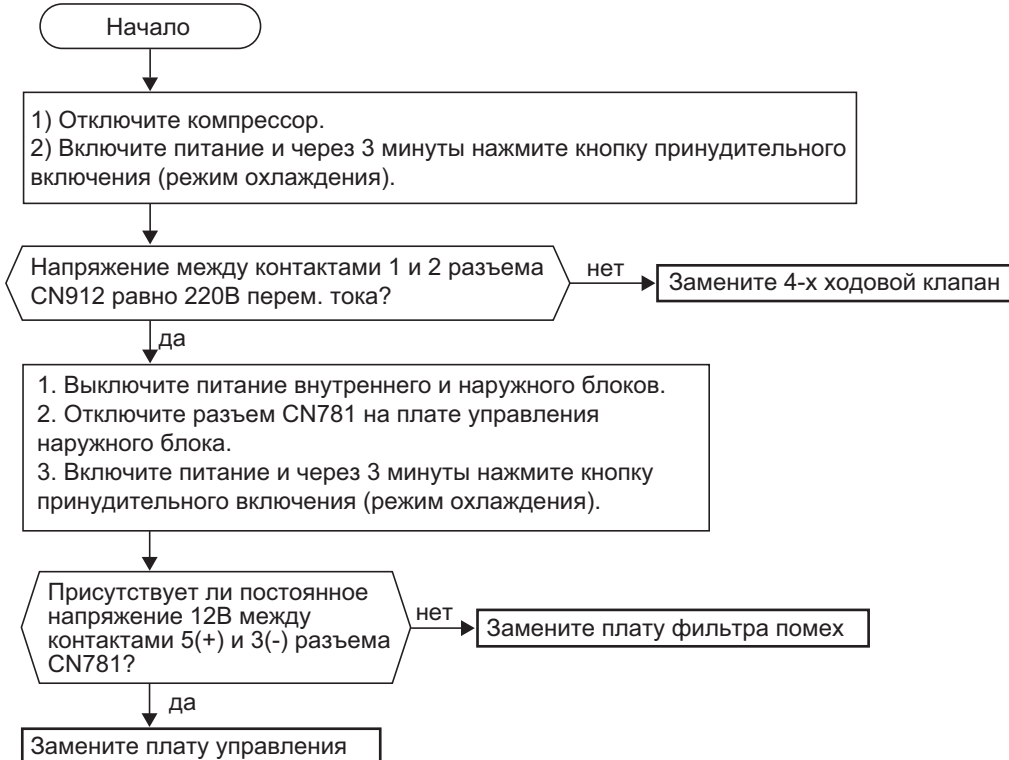 Начало
1) Отключите компрессор.
2) Включите питание и через 3 минуты нажмите кнопку принудительного
включения (режим охлаждения).
Напряжение между контактами 1 и 2 разъема
CN912 равно 220В перем. тока?
нет
Замените 4-х ходовой клапан
да
1. Выключите питание внутреннего и наружного блоков.
2. Отключите разъем CN781 на плате управления
наружного блока.
3. Включите питание и через 3 минуты нажмите кнопку
принудительного включения (режим охлаждения).
Присутствует ли постоянное
напряжение 12В между
контактами 5(+) и 3(-) разъема
CN781?
нет
Замените плату фильтра помех
да
Замените плату управления